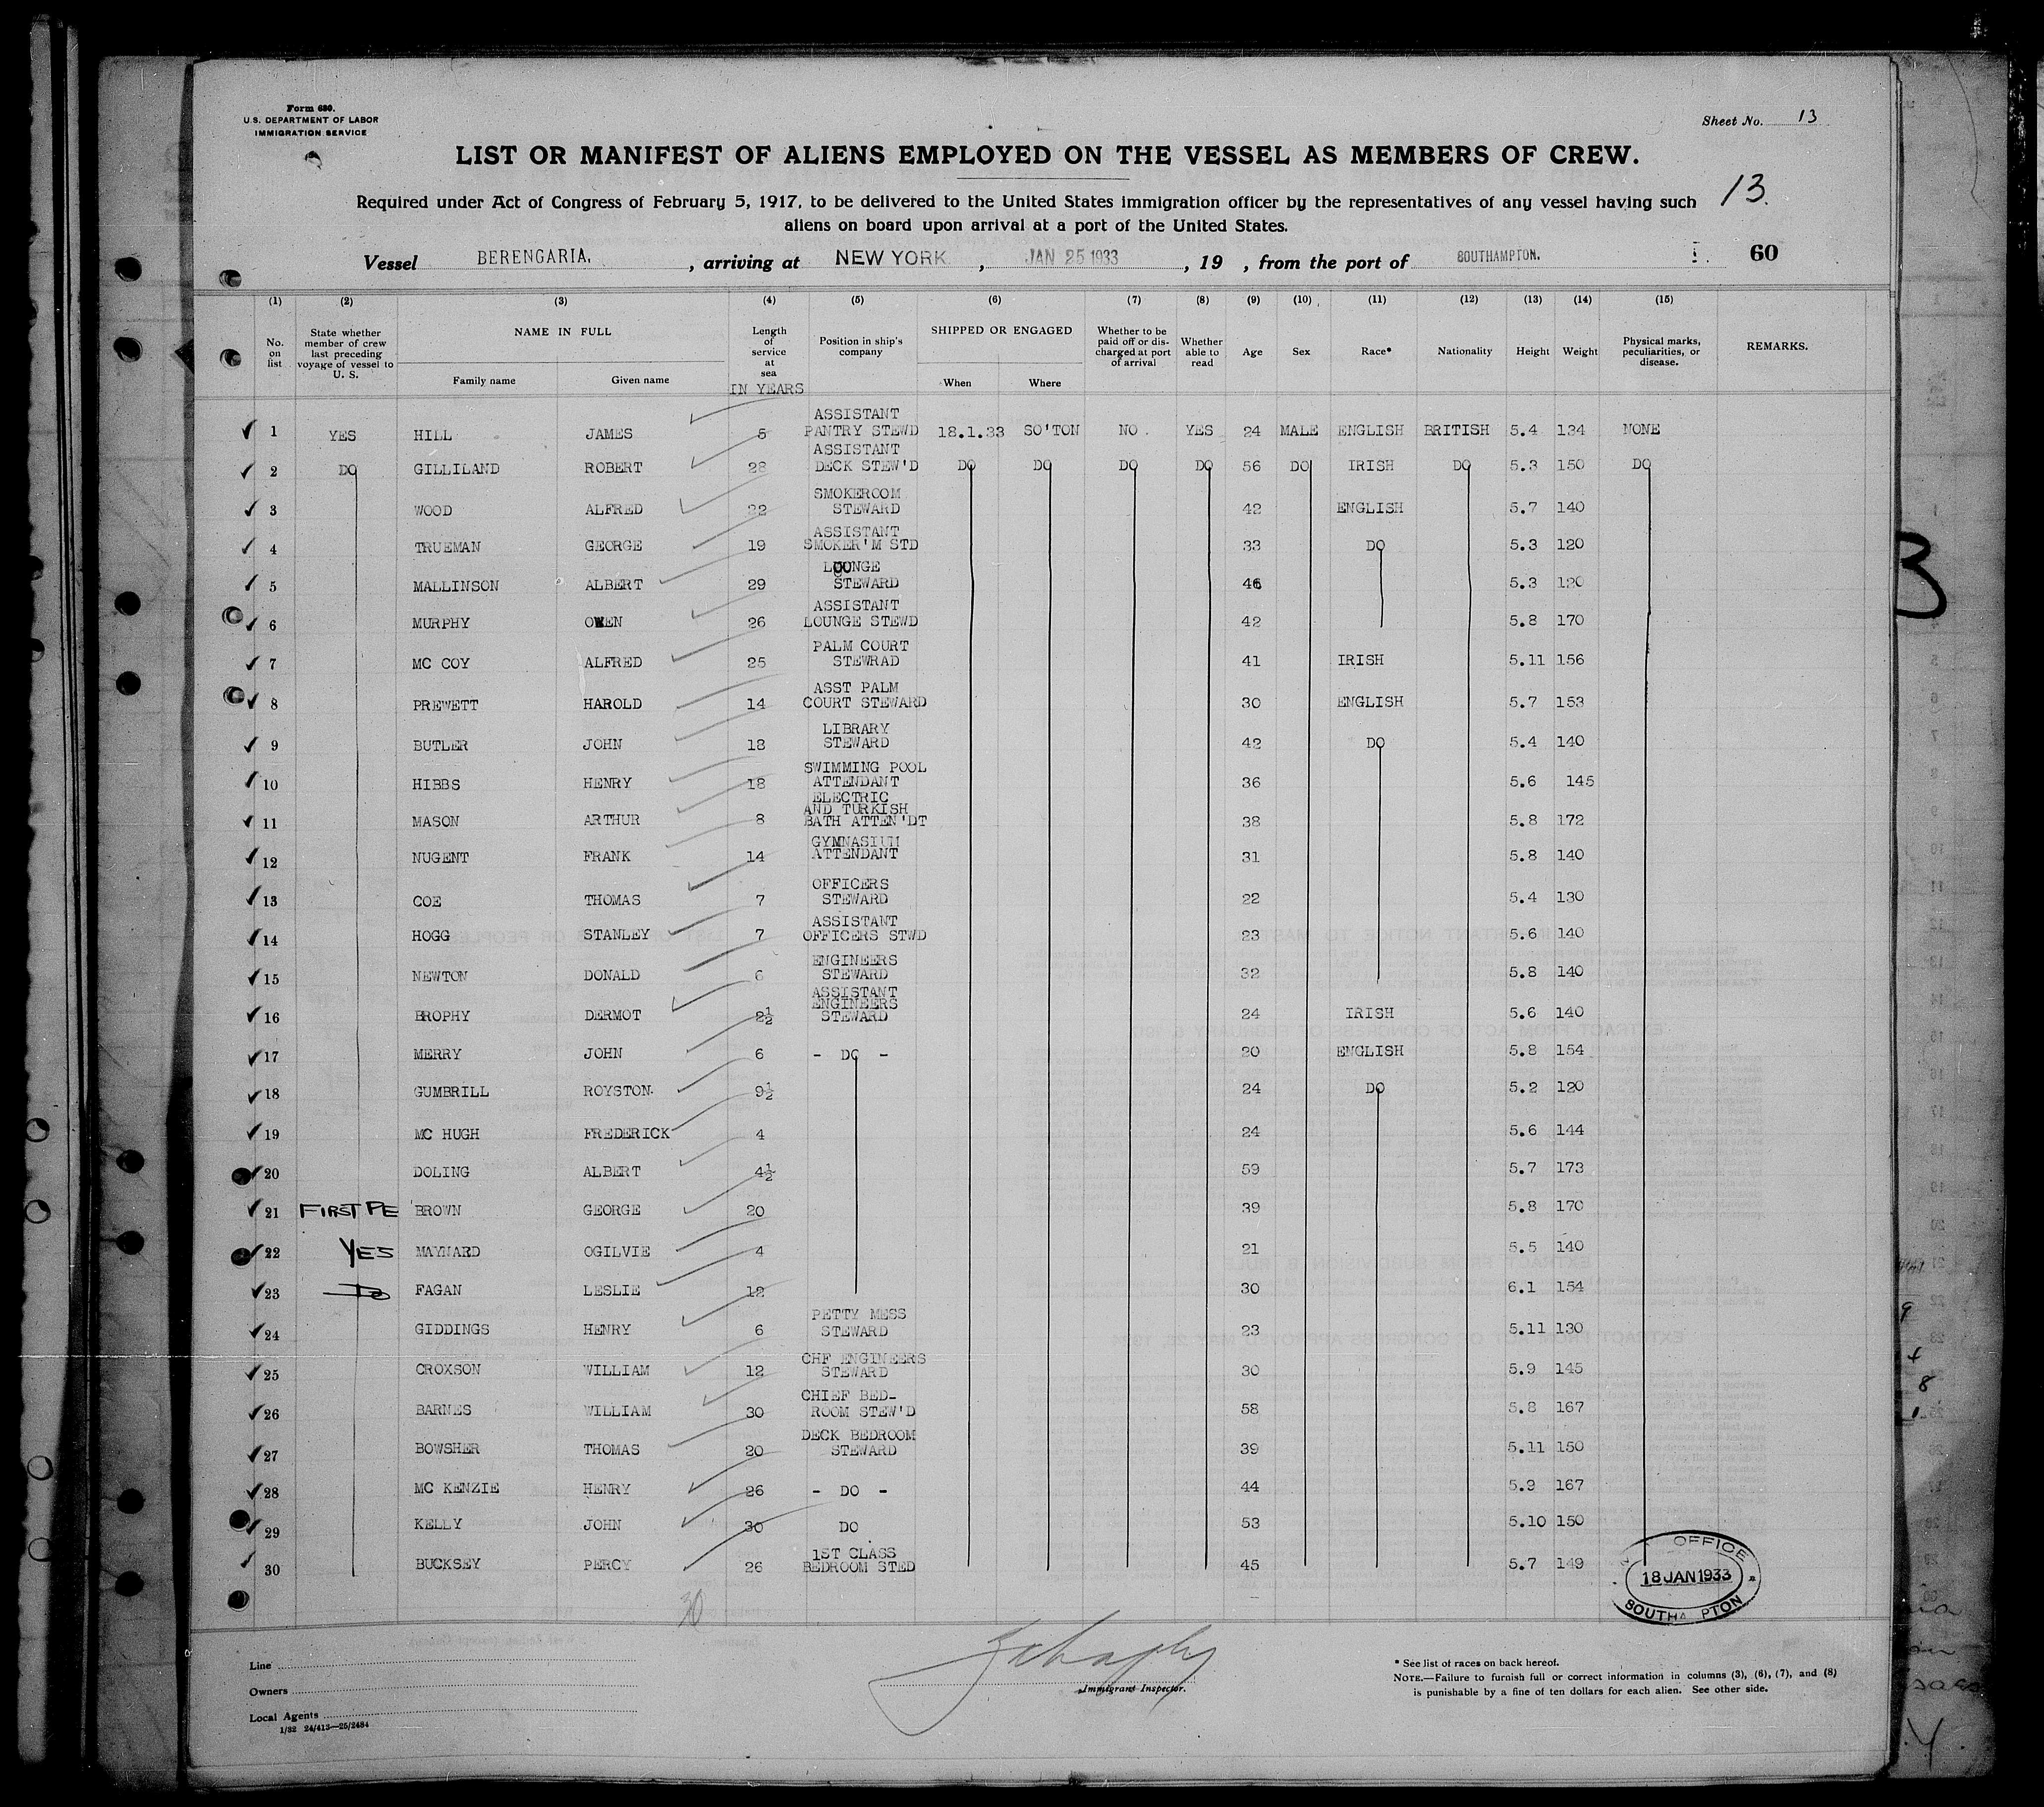 Form 680.
U.S. DEPARTMENT OF LABOR
IMMIGRATION SERVICE
Sheet No. 13
LIST OR MANIFEST OF ALIENS EMPLOYED ON THE VESSEL AS MEMBERS OF CREW.
13.
Required under Act of Congress of February 5, 1917, to be delivered to the United States immigration officer by the representatives of any vessel having such
aliens on board upon arrival at a port of the United States.
Vessel BERENGARIA, , arriving at NEW YORK , JAN 25 1933 , 19 , from the port of SOUTHAMPTON. 60
(1) (2) (3) (4) (5) (6) (7) (8) (9) (10) (11) (12) (13) (14) (15)
No. on list State whether member of crew last preceding voyage of vessel to U. S. NAME IN FULL Family name Given name Length of service at sea IN YEARS Position in ship's company SHIPPED OR ENGAGED When Where Whether to be paid off or discharged at port of arrival Whether able to read Age Sex Race* Nationality Height Weight Physical marks, peculiarities, or disease. REMARKS.
1 YES HILL JAMES 5 ASSISTANT PANTRY STEWD 18.1.33 SO'TON NO . YES 24 MALE ENGLISH BRITISH 5.4 134 NONE
2 DO GILLILAND ROBERT 28 ASSISTANT DECK STEW'D DO DO DO DO 56 DO IRISH DO 5.3 150 DO
3 WOOD ALFRED 22 SMOKEROOM STEWARD 42 ENGLISH 5.7 140
4 TRUEMAN GEORGE 19 ASSISTANT SMOKER'M STD 33 DO 5.3 120
5 MALLINSON ALBERT 29 LOUNGE STEWARD 46 5.3 120
6 MURPHY OWEN 26 ASSISTANT LOUNGE STEWD 42 5.8 170
7 MC COY ALFRED 25 PALM COURT STEWRAD 41 IRISH 5.11 156
8 PREWETT HAROLD 14 ASST PALM COURT STEWARD 30 ENGLISH 5.7 153
9 BUTLER JOHN 18 LIBRARY STEWARD 42 DO 5.4 140
10 HIBBS HENRY 18 SWIMMING POOL ATTENDANT 36 5.6 145
11 MASON ARTHUR 8 ELECTRIC AND TURKISH BATH ATTEN'DT 38 5.8 172
12 NUGENT FRANK 14 GYMNASIUM ATTENDANT 31 5.8 140
13 COE THOMAS 7 OFFICERS STEWARD 22 5.4 130
14 HOGG STANLEY 7 ASSISTANT OFFICERS STWD 23 5.6 140
15 NEWTON DONALD 6 ENGINEERS STEWARD 32 5.8 140
16 BROPHY DERMOT 2½ ASSISTANT ENGINEERS STEWARD 24 IRISH 5.6 140
17 MERRY JOHN 6 - DO - 20 ENGLISH 5.8 154
18 GUMBRILL ROYSTON. 9½ 24 DO 5.2 120
19 MC HUGH FREDERICK 4 24 5.6 144
20 DOLING ALBERT 4½ 59 5.7 173
21 FIRST PE BROWN GEORGE 20 39 5.8 170
22 YES MAYNARD OGILVIE 4 21 5.5 140
23 DO FAGAN LESLIE 12 30 6.1 154
24 GIDDINGS HENRY 6 PETTY MESS STEWARD 23 5.11 130
25 CROXSON WILLIAM 12 CHF ENGINEERS STEWARD 30 5.9 145
26 BARNES WILLIAM 30 CHIEF BED- ROOM STEW'D 58 5.8 167
27 BOWSHER THOMAS 20 DECK BEDROOM STEWARD 39 5.11 150
28 MC KENZIE HENRY 26 - DO - 44 5.9 167
29 KELLY JOHN 30 DO 53 5.10 150
30 BUCKSEY PERCY 26 1ST CLASS BEDROOM STED 45 5.7 149
30
OFFICE
18 JAN 1933
SOUTHA PTON
Line
Owners
Local Agents
1/32 24/413—25/2484
Immigrant Inspector.
* See list of races on back hereof.
NOTE.—Failure to furnish full or correct information in columns (3), (6), (7), and (8)
is punishable by a fine of ten dollars for each alien. See other side.